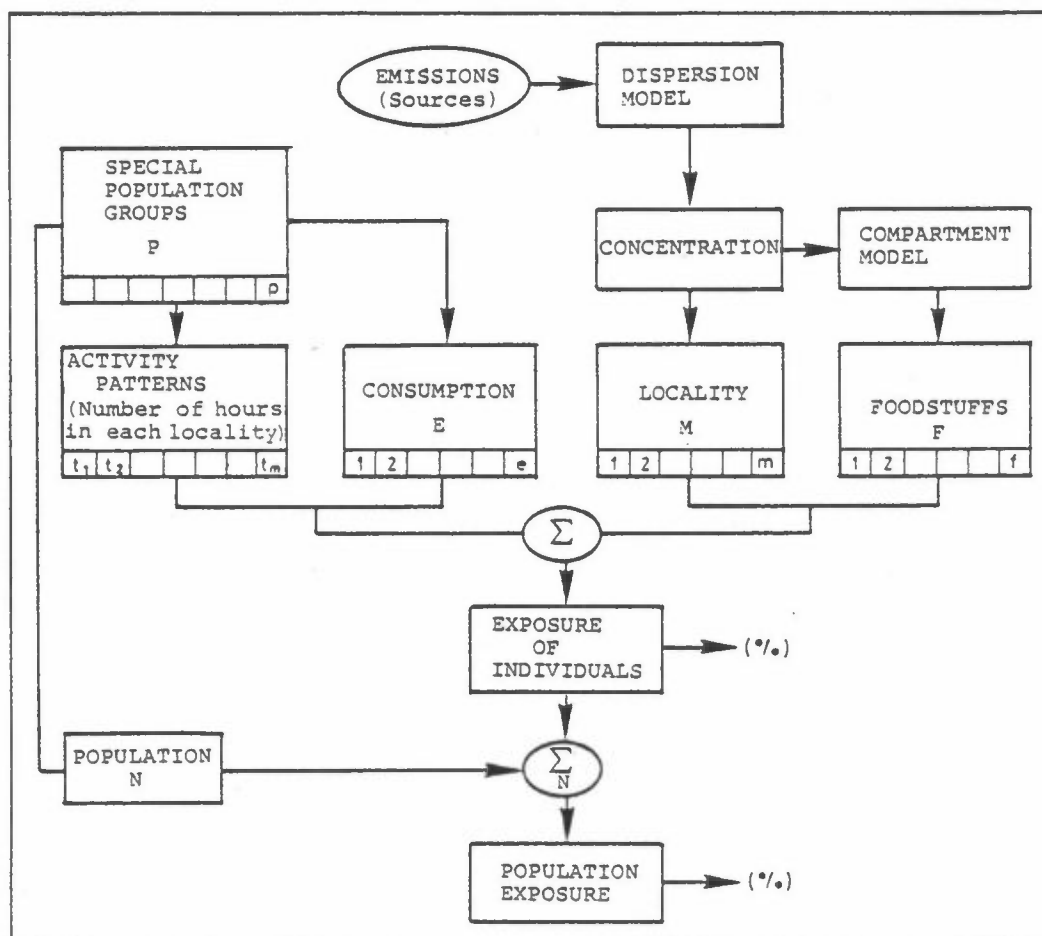 EMISSIONS
(Sources)
DISPERSION
MODEL
SPECIAL
POPULATION
GROUPS
P
p
CONCENTRATION
COMPARTMENT
MODEL
ACTIVITY
PATTERNS
(Number of hours
in each locality)
t₁ t₂ tₘ
CONSUMPTION
E
1 2 e
LOCALITY
M
1 2 m
FOODSTUFFS
F
1 2 f
Σ
EXPOSURE
OF
INDIVIDUALS
(%)
POPULATION
N
Σ
N
POPULATION
EXPOSURE
(%)